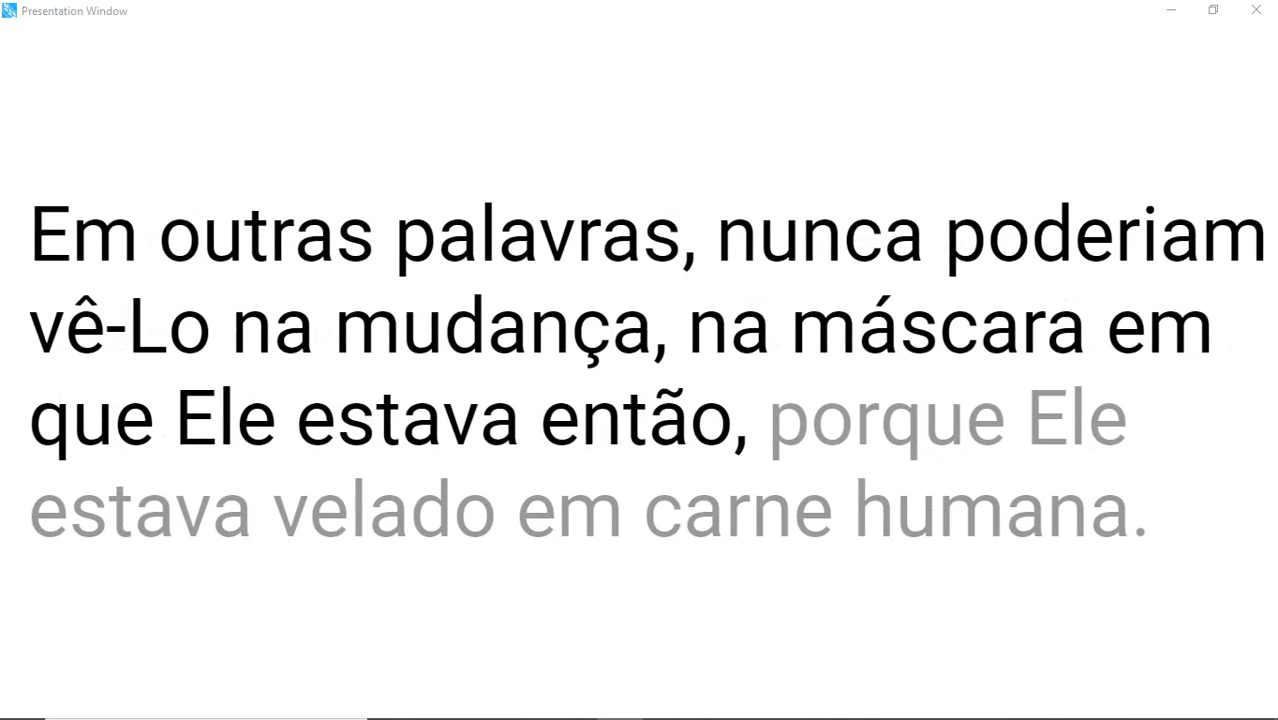 Presentation Window
Em outras palavras, nunca poderiam
vê-Lo na mudança, na máscara em
que Ele estava então, porque Ele
estava velado em carne humana.